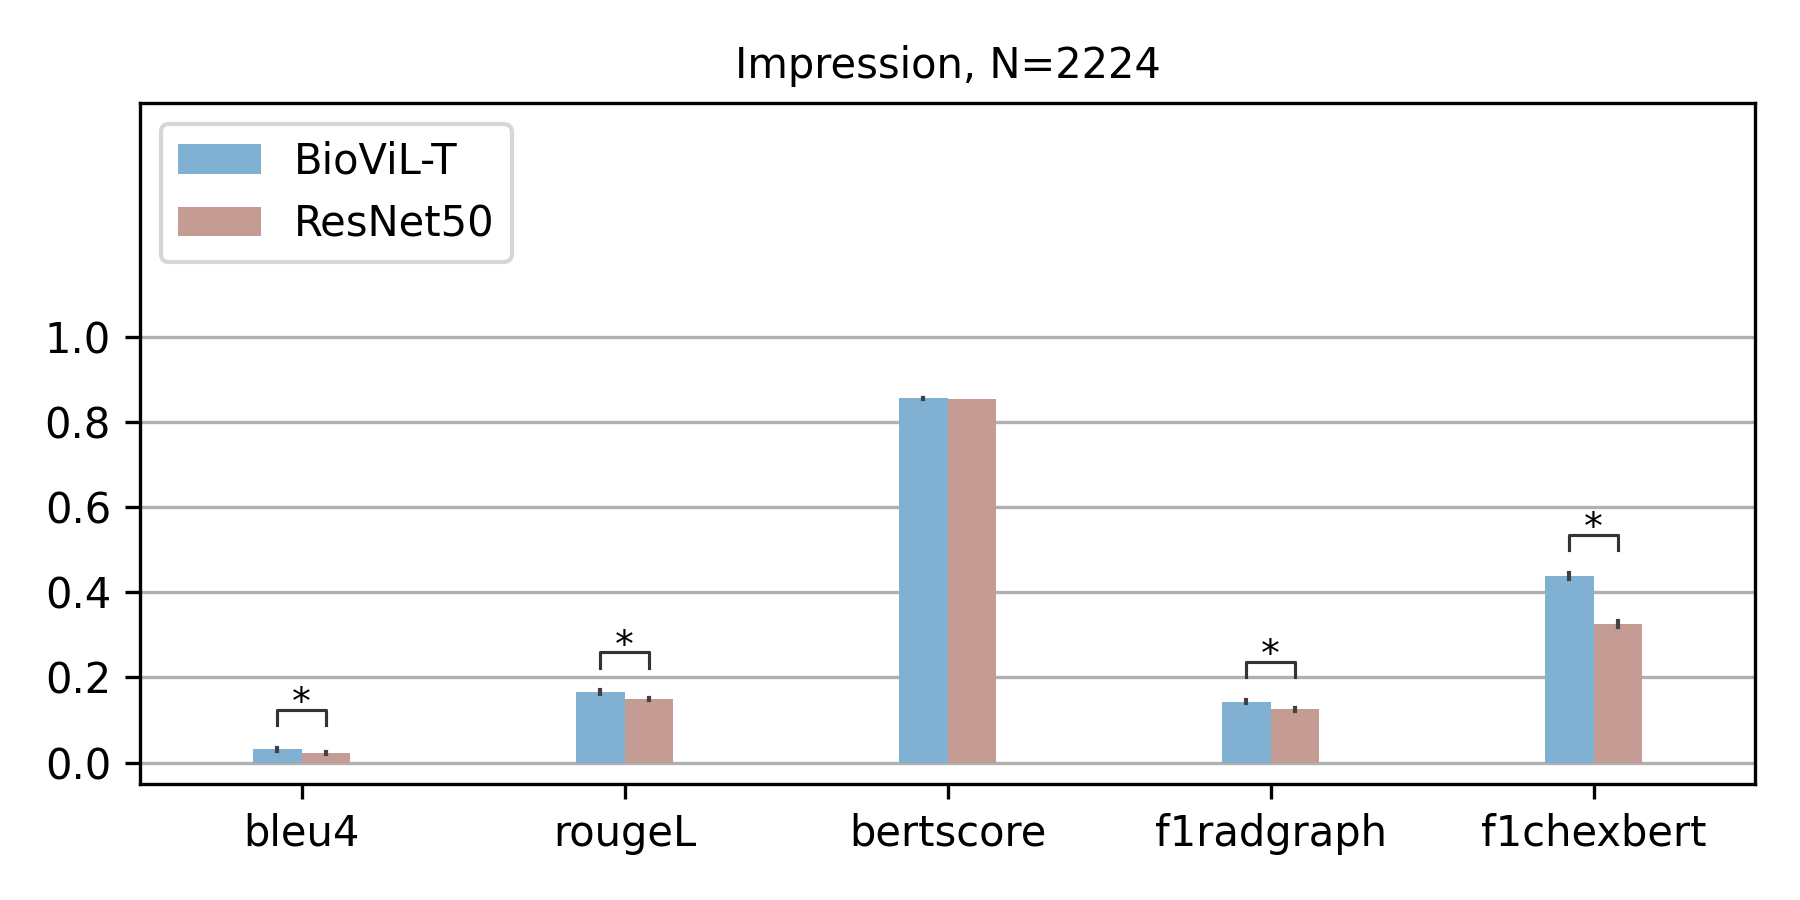 Impression, N=2224
BioViL-T
ResNet50
1.0
0.8
0.6
0.4
0.2
0.0
*
*
*
*
bleu4
rougeL
bertscore
f1radgraph
f1chexbert